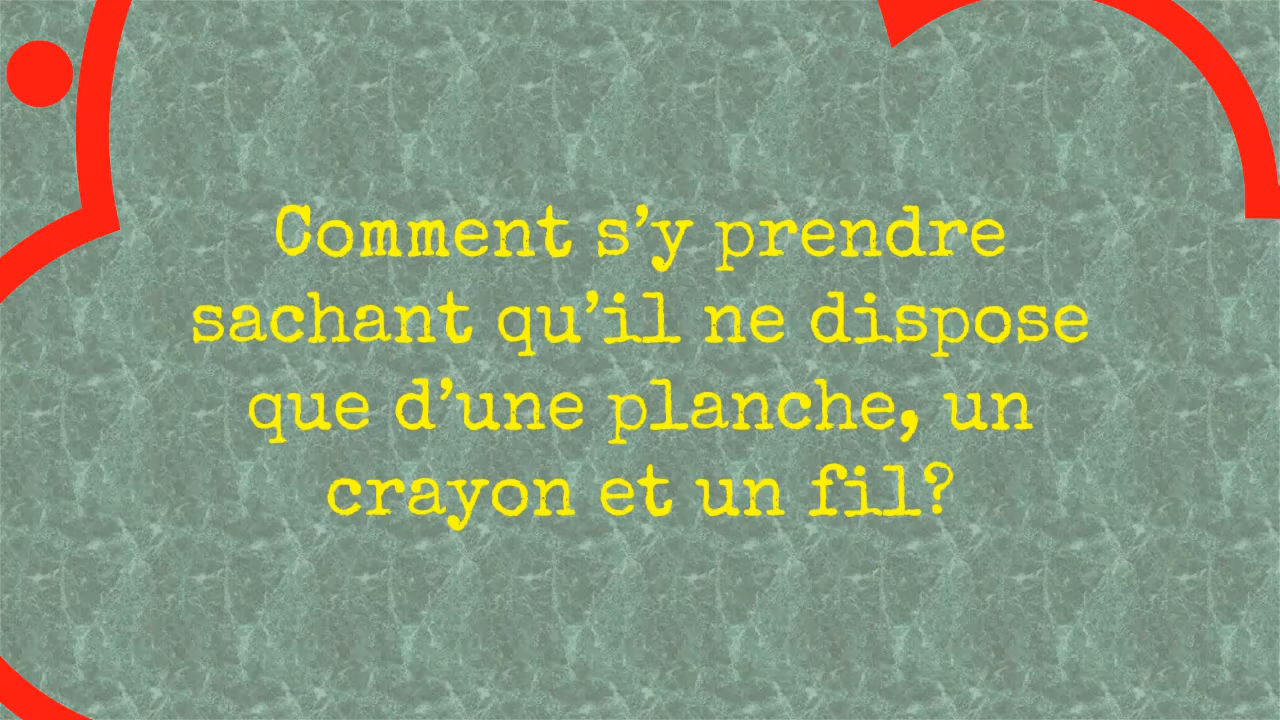 Comment s’y prendre
sachant qu’il ne dispose
que d’une planche, un
crayon et un fil?